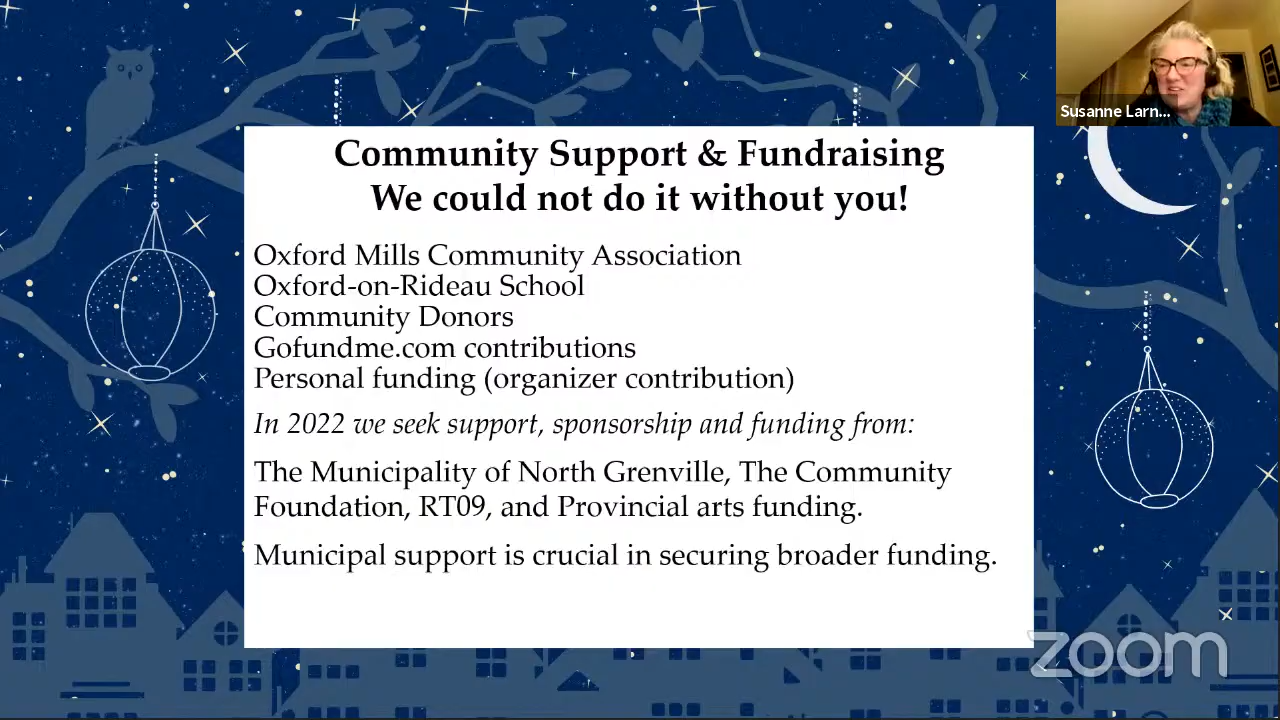 Susanne Larn...
Community Support & Fundraising
We could not do it without you!
Oxford Mills Community Association
Oxford-on-Rideau School
Community Donors
Gofundme.com contributions
Personal funding (organizer contribution)
In 2022 we seek support, sponsorship and funding from:
The Municipality of North Grenville, The Community
Foundation, RT09, and Provincial arts funding.
Municipal support is crucial in securing broader funding.
zoom